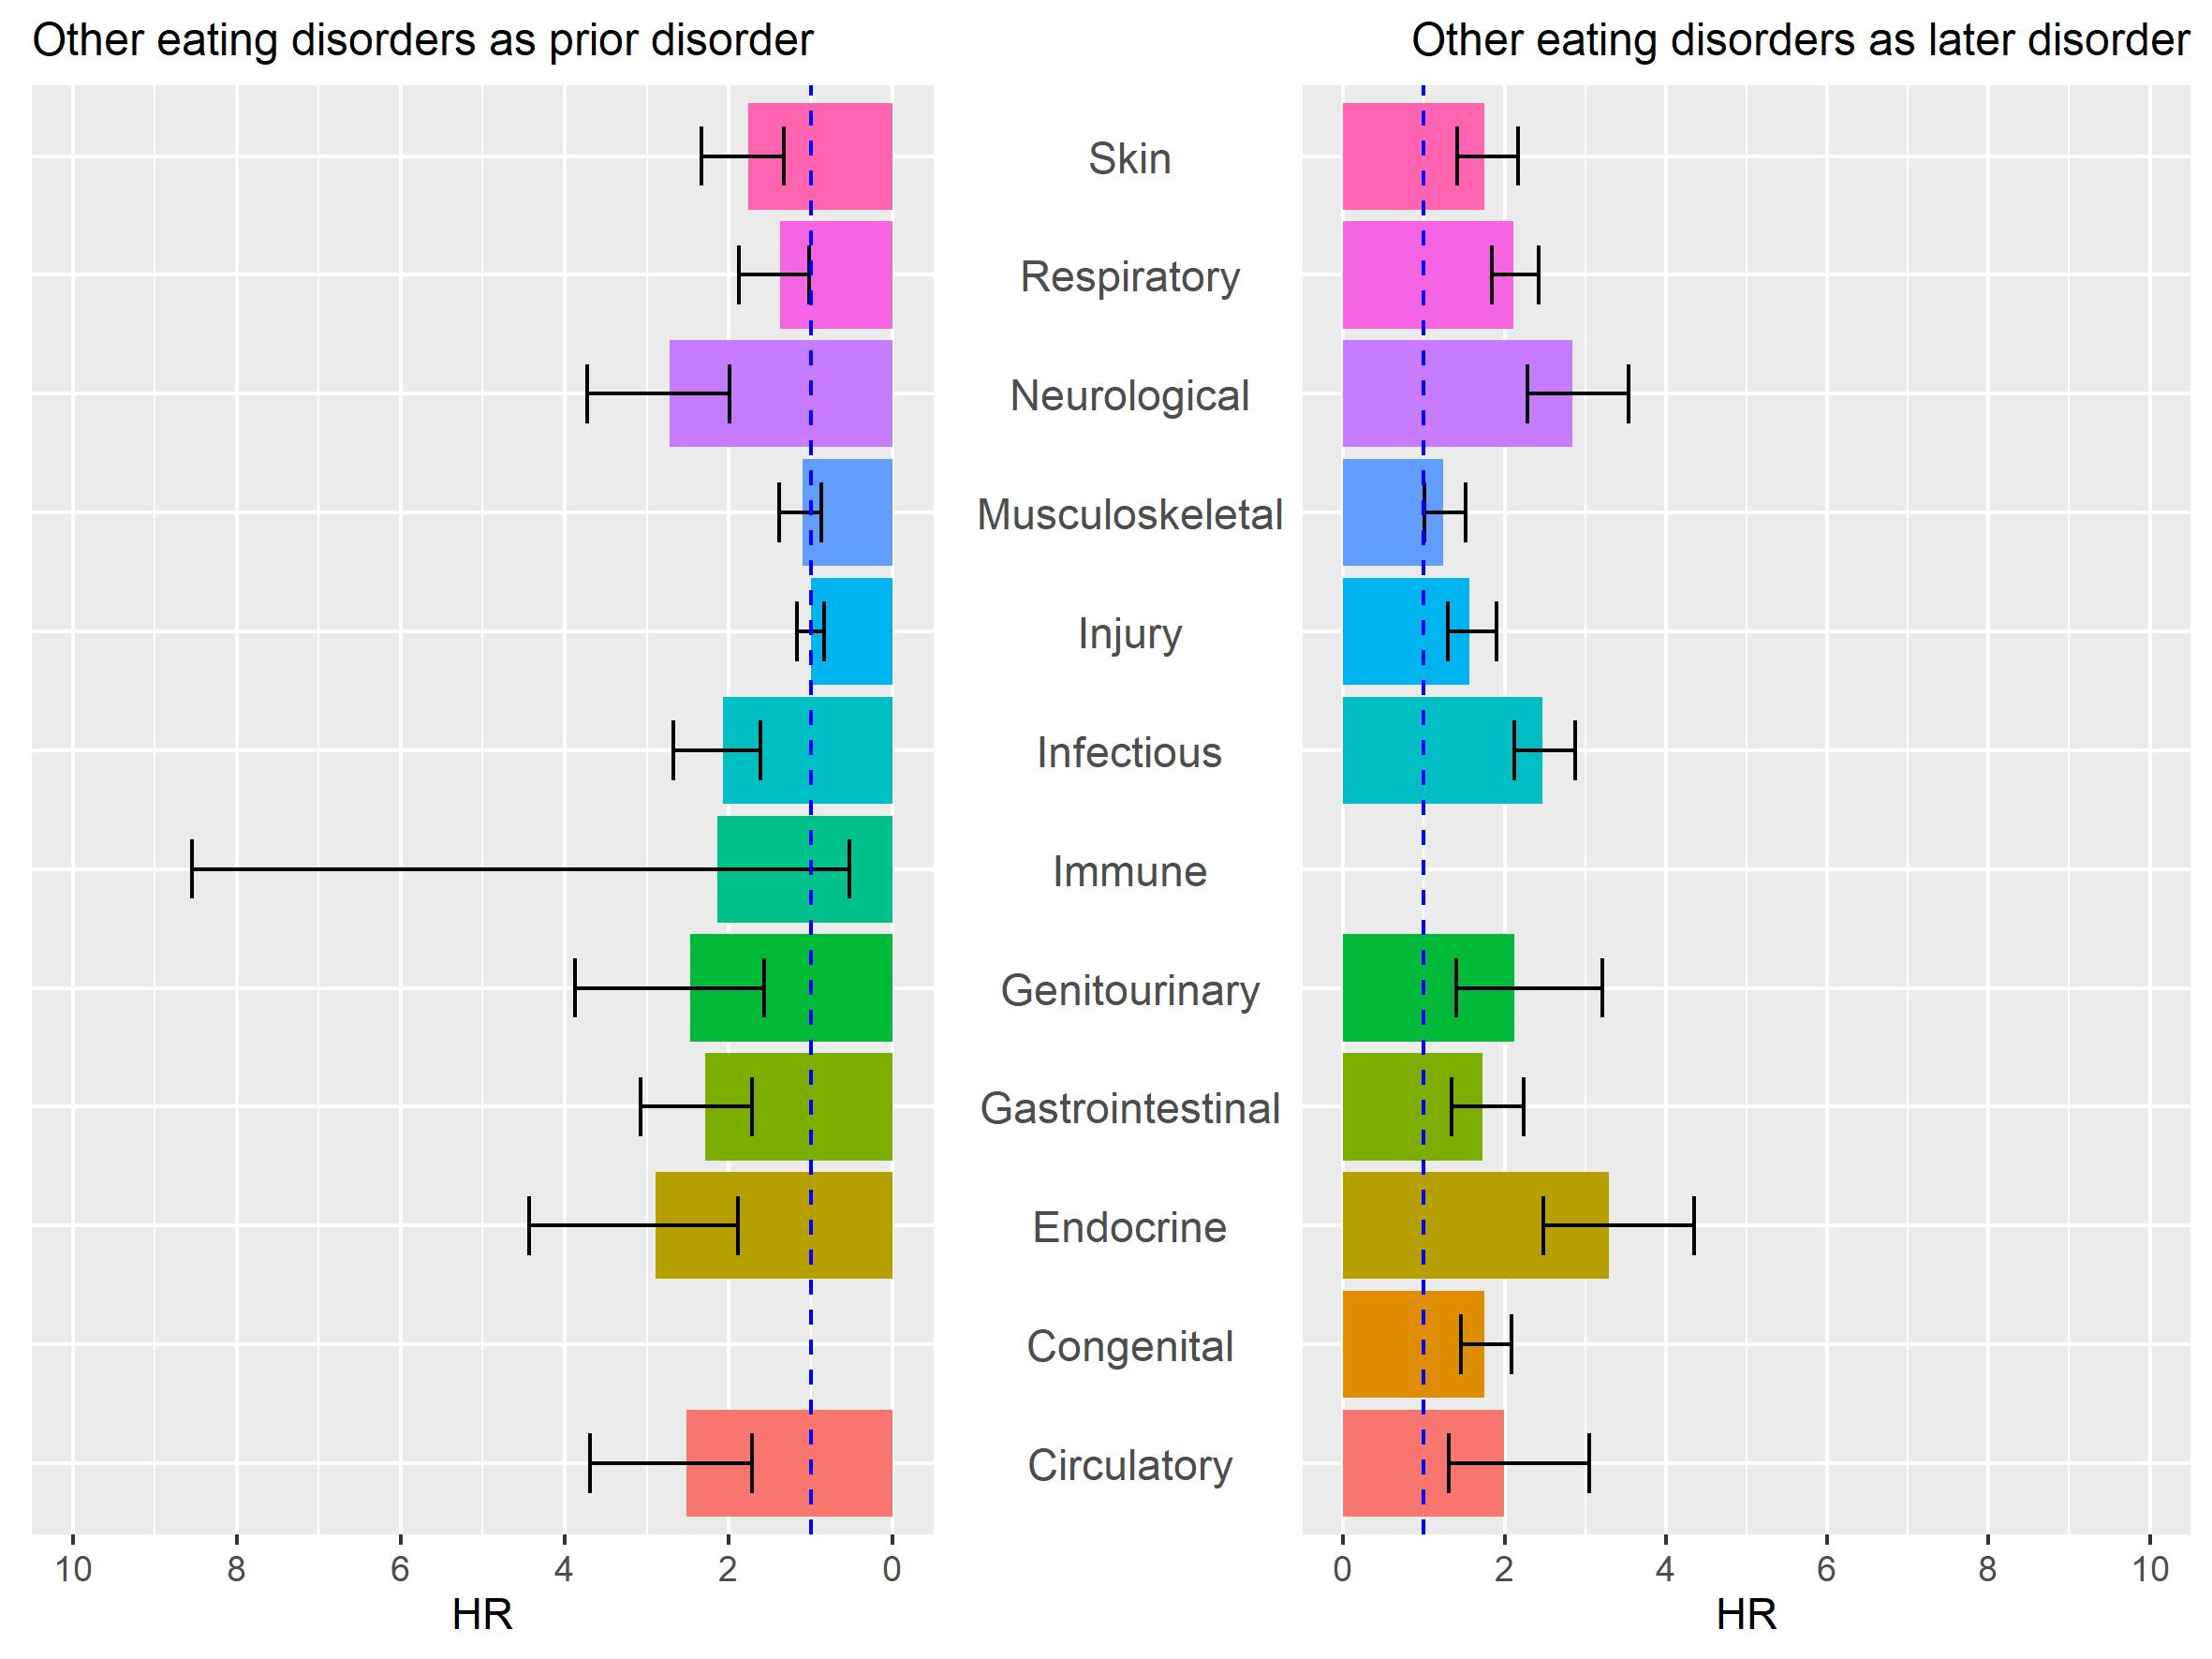 Other eating disorders as prior disorder
Other eating disorders as later disorder
Skin
Respiratory
Neurological
Musculoskeletal
Injury
Infectious
Immune
Genitourinary
Gastrointestinal
Endocrine
Congenital
Circulatory
10 8 6 4 2 0
0 2 4 6 8 10
HR
HR